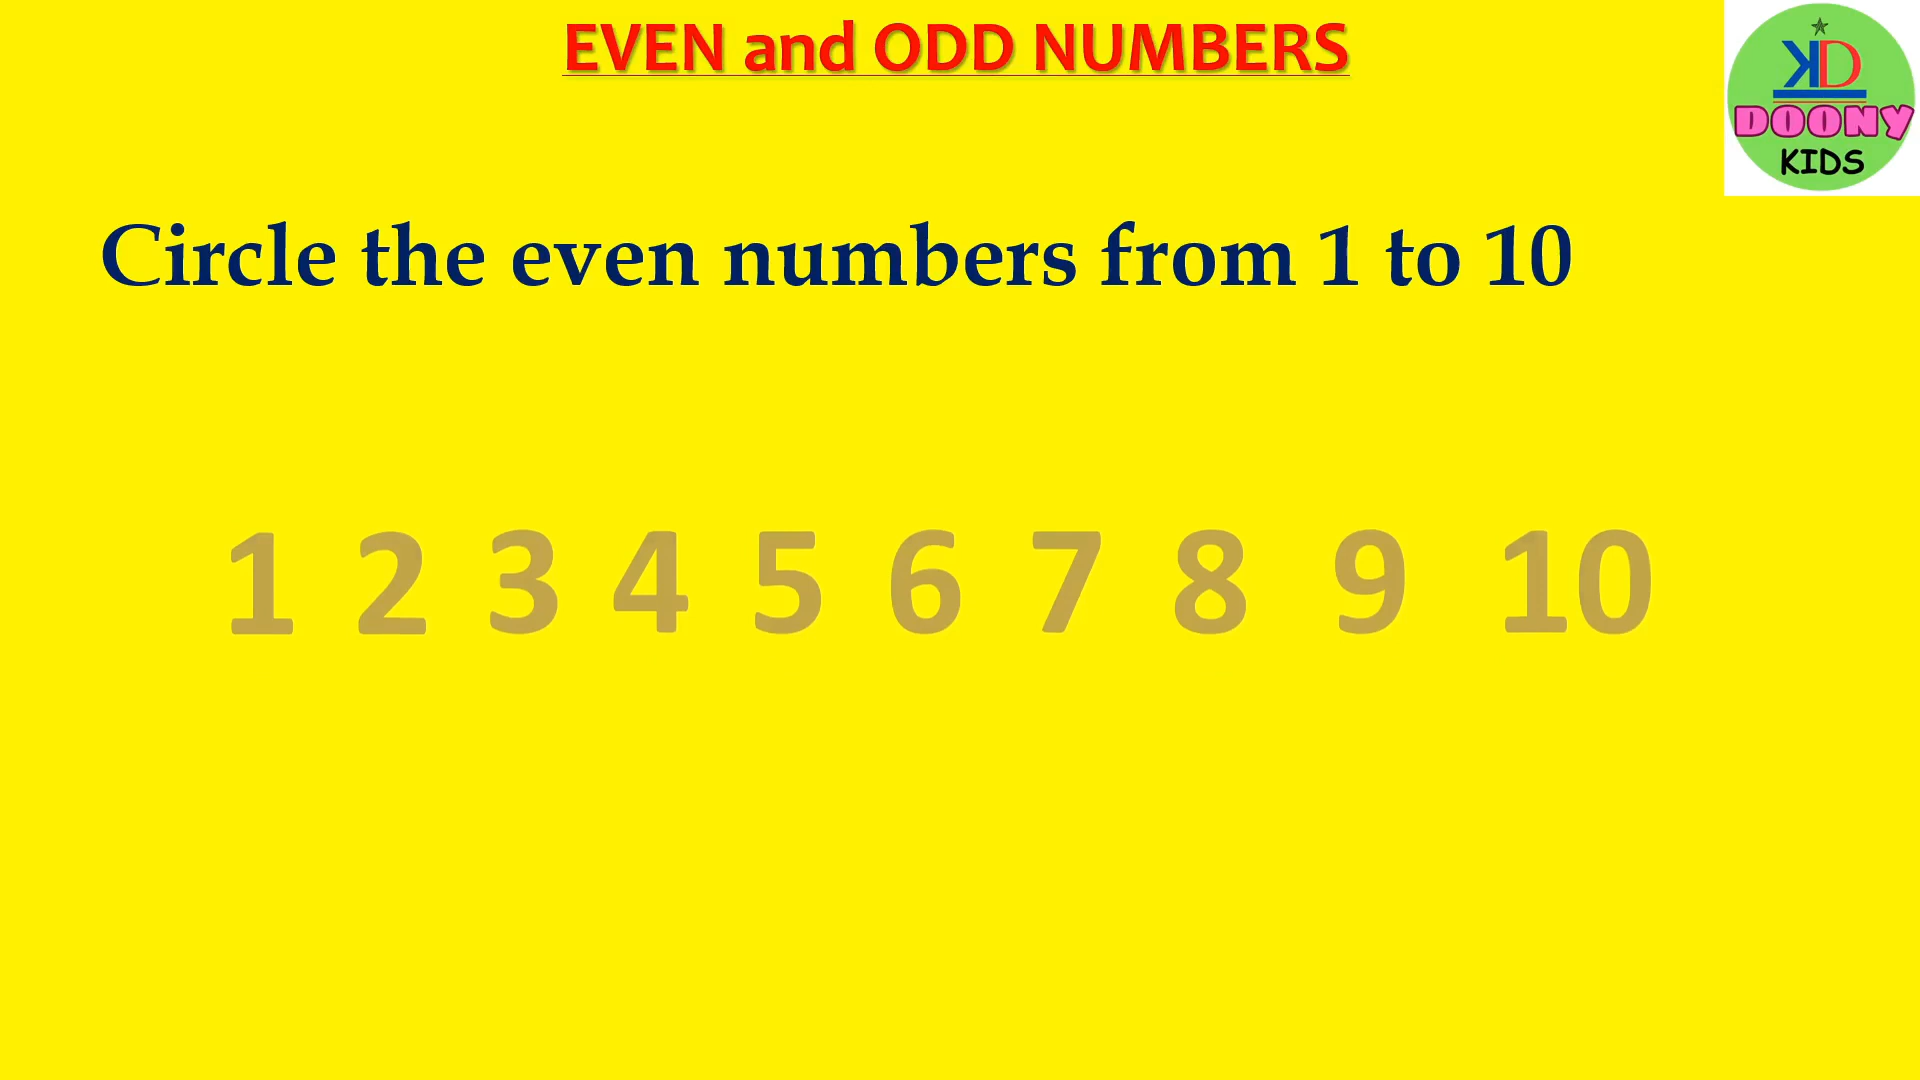 EVEN and ODD NUMBERS
KD
DOONY
KIDS
Circle the even numbers from 1 to 10
1 2 3 4 5 6 7 8 9 10